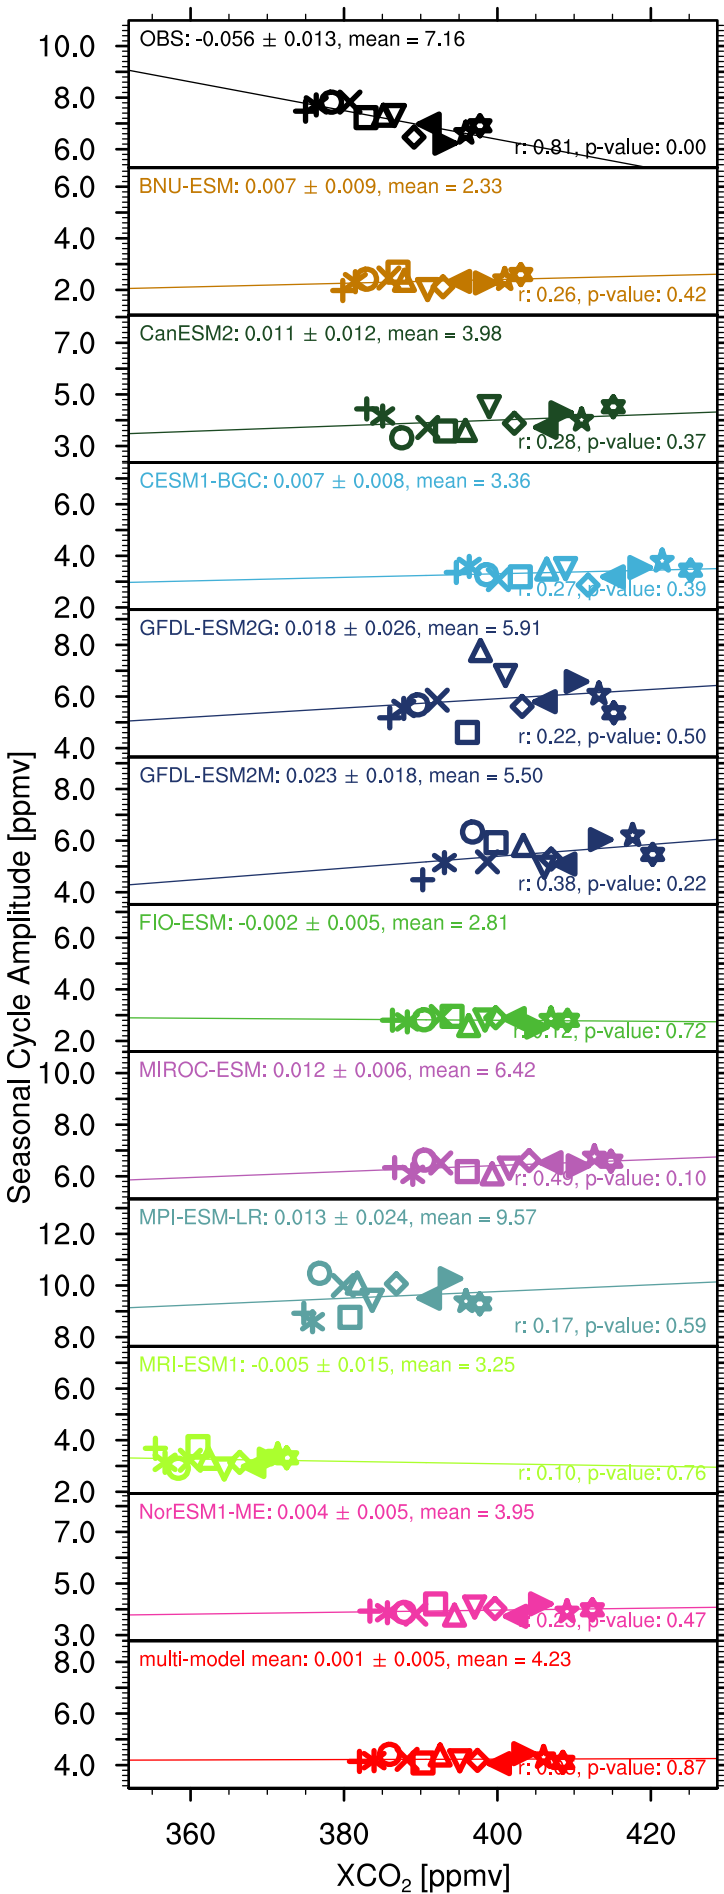 Seasonal Cycle Amplitude [ppmv]
OBS: -0.056 ± 0.013, mean = 7.16
10.0
8.0
6.0
r: 0.81, p-value: 0.00
BNU-ESM: 0.007 ± 0.009, mean = 2.33
6.0
4.0
2.0
r: 0.26, p-value: 0.42
CanESM2: 0.011 ± 0.012, mean = 3.98
7.0
5.0
3.0
r: 0.28, p-value: 0.37
CESM1-BGC: 0.007 ± 0.008, mean = 3.36
6.0
4.0
2.0
r: 0.27, p-value: 0.39
GFDL-ESM2G: 0.018 ± 0.026, mean = 5.91
8.0
6.0
4.0
r: 0.22, p-value: 0.50
GFDL-ESM2M: 0.023 ± 0.018, mean = 5.50
8.0
6.0
4.0
r: 0.38, p-value: 0.22
FIO-ESM: -0.002 ± 0.005, mean = 2.81
6.0
4.0
2.0
r: 0.12, p-value: 0.72
MIROC-ESM: 0.012 ± 0.006, mean = 6.42
10.0
8.0
6.0
r: 0.49, p-value: 0.10
MPI-ESM-LR: 0.013 ± 0.024, mean = 9.57
12.0
10.0
8.0
r: 0.17, p-value: 0.59
MRI-ESM1: -0.005 ± 0.015, mean = 3.25
6.0
4.0
2.0
r: 0.10, p-value: 0.76
NorESM1-ME: 0.004 ± 0.005, mean = 3.95
7.0
5.0
3.0
r: 0.23, p-value: 0.47
multi-model mean: 0.001 ± 0.005, mean = 4.23
8.0
6.0
4.0
p-value: 0.87
360 380 400 420
XCO₂ [ppmv]